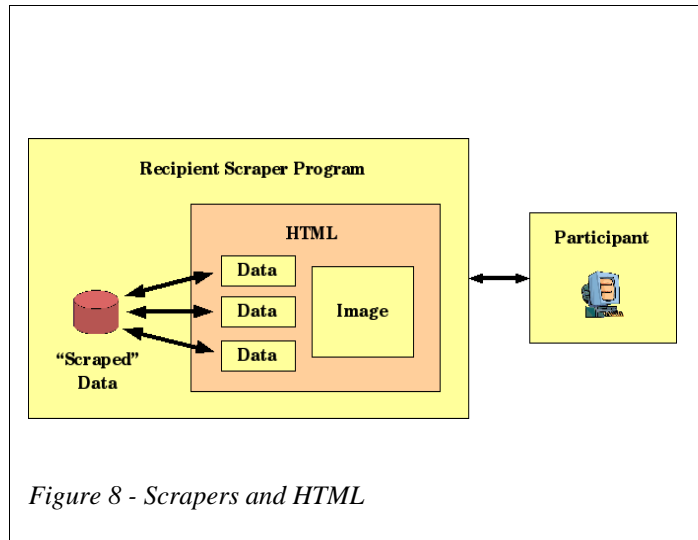 Recipient Scraper Program
HTML
Data
Data
Data
Image
“Scraped”
Data
Participant
Figure 8 - Scrapers and HTML